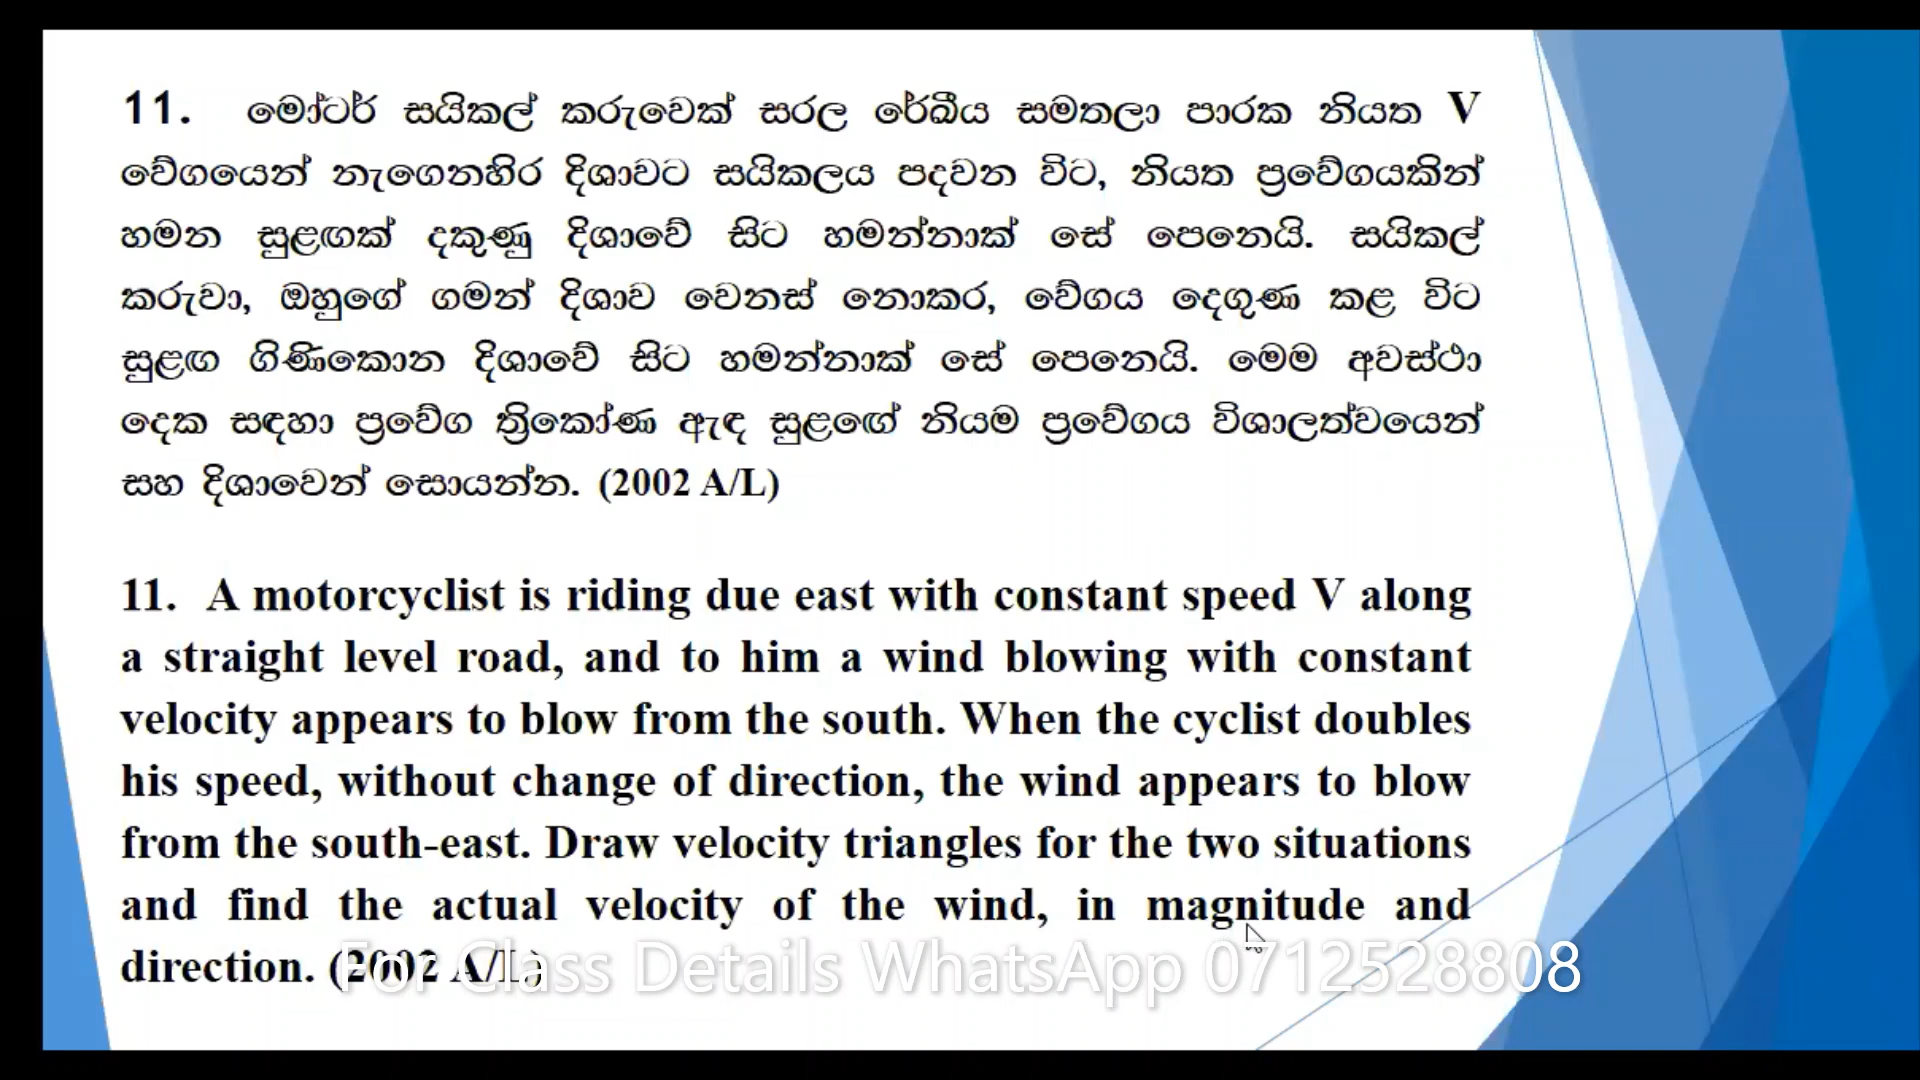 11. මෝටර් සයිකල් කරුවෙක් සරල රේඛීය සමතලා පාරක නියත V
වේගයෙන් නැගෙනහිර දිශාවට සයිකලය පදවන විට, නියත ප්‍රවේගයකින්
හමන සුළඟක් දකුණු දිශාවේ සිට හමන්නාක් සේ පෙනෙයි. සයිකල්
කරුවා, ඔහුගේ ගමන් දිශාව වෙනස් නොකර, වේගය දෙගුණ කළ විට
සුළඟ ගිණිකොන දිශාවේ සිට හමන්නාක් සේ පෙනෙයි. මෙම අවස්ථා
දෙක සඳහා ප්‍රවේග ත්‍රිකෝණ ඇඳ සුළඟේ නියම ප්‍රවේගය විශාලත්වයෙන්
සහ දිශාවෙන් සොයන්න. (2002 A/L)
11. A motorcyclist is riding due east with constant speed V along
a straight level road, and to him a wind blowing with constant
velocity appears to blow from the south. When the cyclist doubles
his speed, without change of direction, the wind appears to blow
from the south-east. Draw velocity triangles for the two situations
and find the actual velocity of the wind, in magnitude and
direction. (2002 A/L)
For Class Details WhatsApp 0712528808